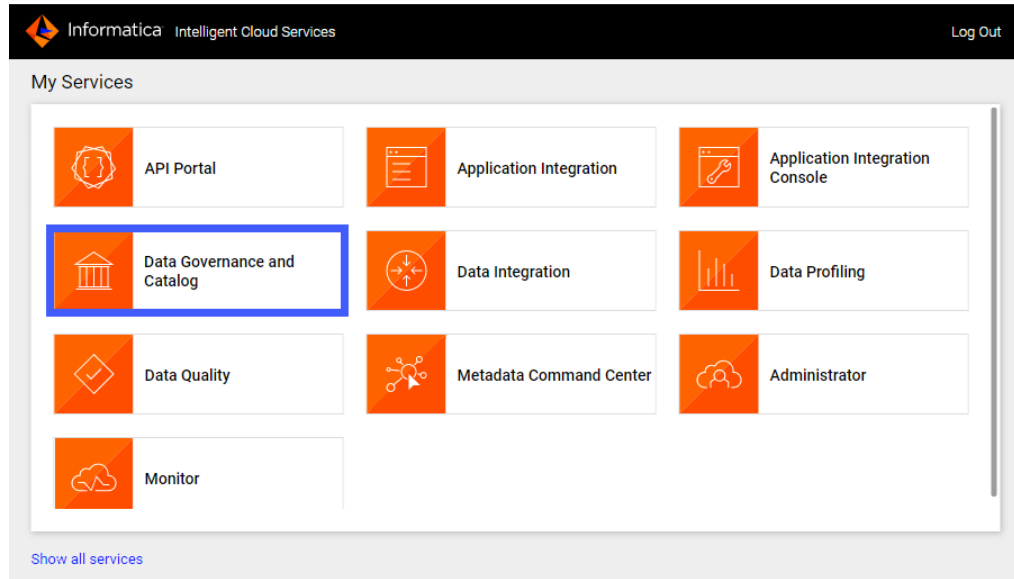 Informatica Intelligent Cloud Services Log Out
My Services
API Portal
Application Integration
Application Integration
Console
Data Governance and
Catalog
Data Integration
Data Profiling
Data Quality
Metadata Command Center
Administrator
Monitor
Show all services